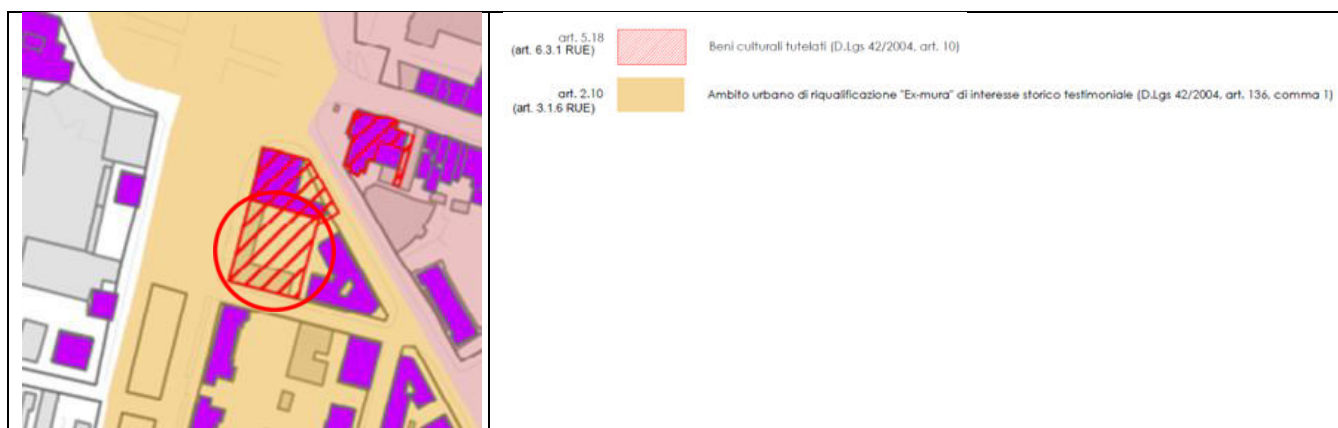 art. 5.18
(art. 6.3.1 RUE)
Beni culturali tutelati (D.Lgs 42/2004, art. 10)
art. 2.10
(art. 3.1.6 RUE)
Ambito urbano di riqualificazione "Ex-mura" di interesse storico testimoniale (D.Lgs 42/2004, art. 136, comma 1)